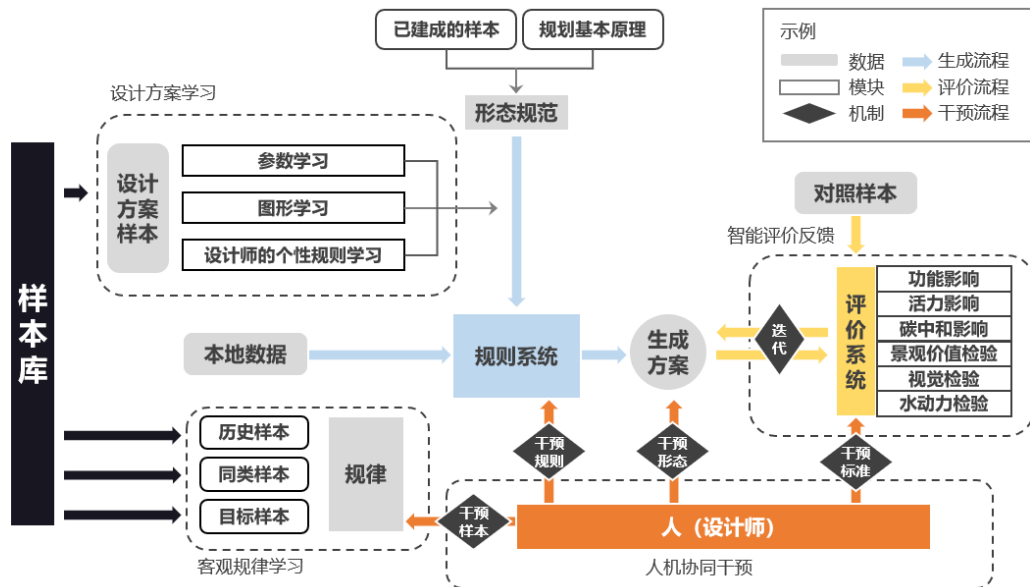 已建成的样本
规划基本原理
示例
数据
生成流程
模块
评价流程
机制
干预流程
设计方案学习
形态规范
设计
方案
样本
参数学习
图形学习
设计师的个性规则学习
对照样本
智能评价反馈
样本库
本地数据
规则系统
生成
方案
迭代
评价系统
功能影响
活力影响
碳中和影响
景观价值检验
视觉检验
水动力检验
历史样本
同类样本
目标样本
规律
客观规律学习
干预
规则
干预
形态
干预
标准
干预
样本
人（设计师）
人机协同干预